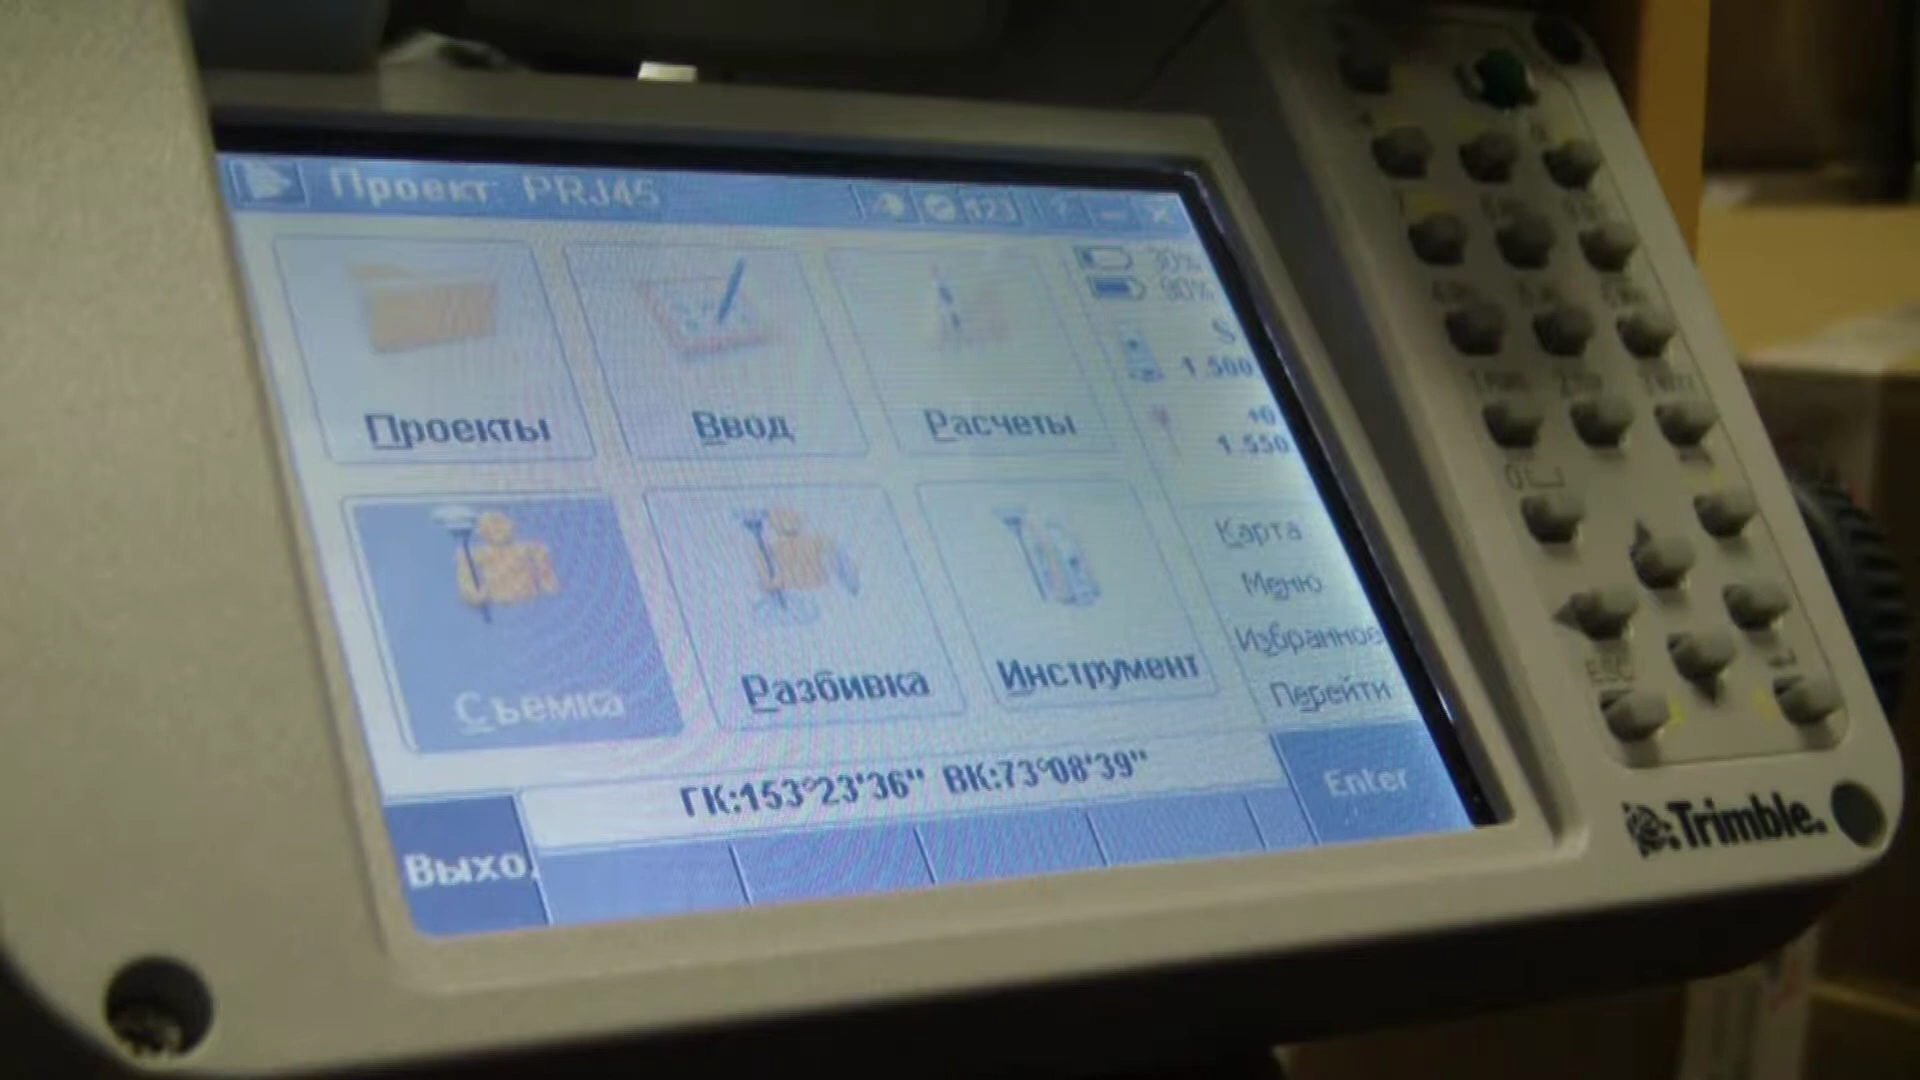 Проект: PRJ45
123
Проекты
Ввод
Расчеты
30%
90%
S
1.500
+0
1.550
Съемка
Разбивка
Инструмент
Карта
Меню
Избранное
Перейти
ГК:153°23'36" ВК:73°08'39"
Enter
Выхо
Trimble